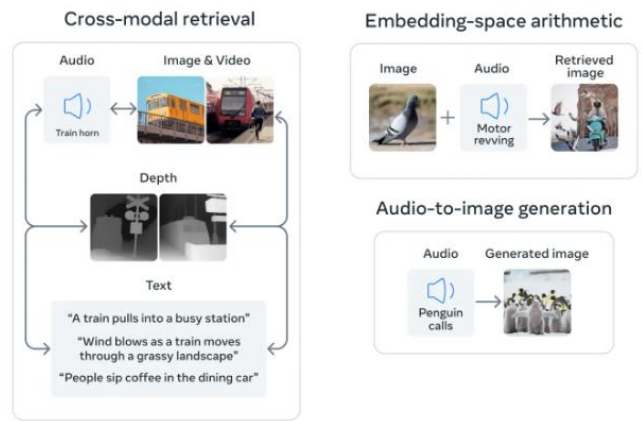 Cross-modal retrieval
Audio
Image & Video
Train horn
Depth
Text
“A train pulls into a busy station”
“Wind blows as a train moves
through a grassy landscape”
“People sip coffee in the dining car”
Embedding-space arithmetic
Image
Audio
Retrieved
image
+
Motor
revving
Audio-to-image generation
Audio
Generated image
Penguin
calls